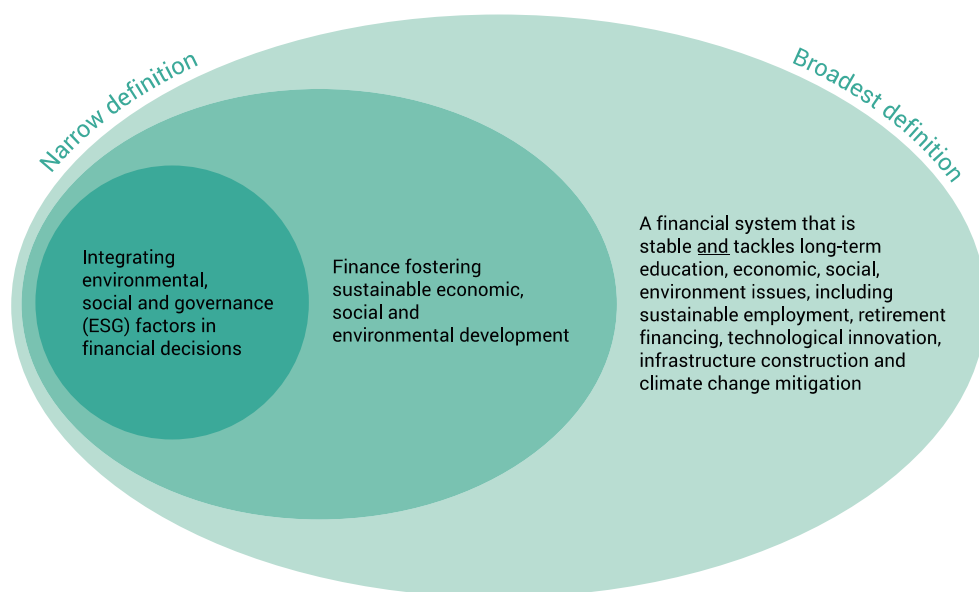 Narrow definition
Broadest definition
Integrating
environmental,
social and governance
(ESG) factors in
financial decisions
Finance fostering
sustainable economic,
social and
environmental development
A financial system that is
stable and tackles long-term
education, economic, social,
environment issues, including
sustainable employment, retirement
financing, technological innovation,
infrastructure construction and
climate change mitigation